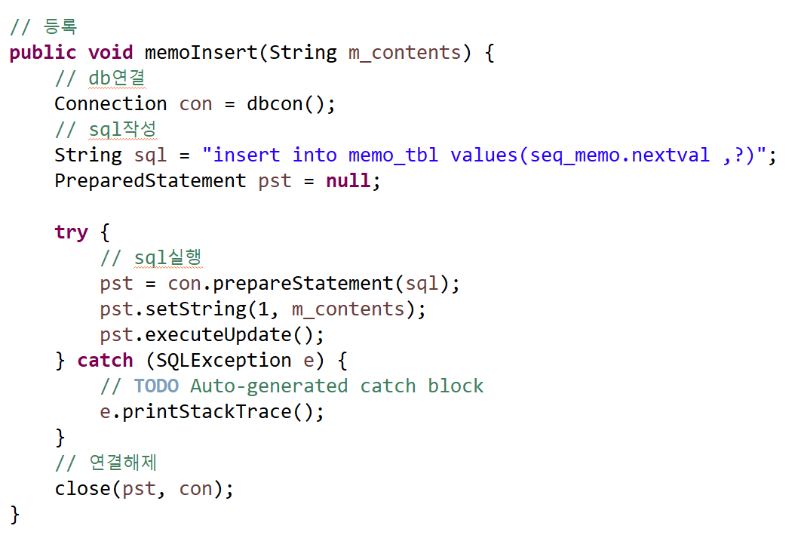 // 등록
public void memoInsert(String m_contents) {
    // db연결
    Connection con = dbcon();
    // sql작성
    String sql = "insert into memo_tbl values(seq_memo.nextval ,?)";
    PreparedStatement pst = null;

    try {
        // sql실행
        pst = con.prepareStatement(sql);
        pst.setString(1, m_contents);
        pst.executeUpdate();
    } catch (SQLException e) {
        // TODO Auto-generated catch block
        e.printStackTrace();
    }
    // 연결해제
    close(pst, con);
}